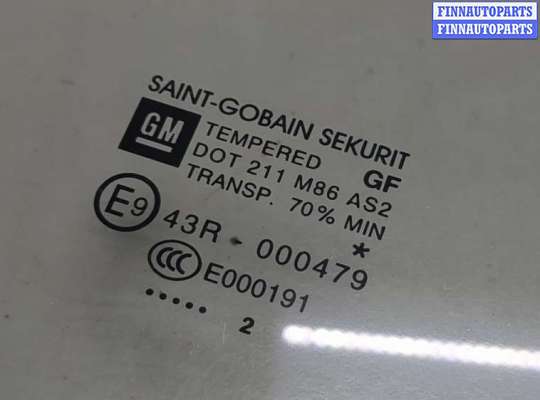 FINNAUTOPARTS
FINNAUTOPARTS
SAINT-GOBAIN SEKURIT
GM
TEMPERED GF
DOT 211 M86 AS2
TRANSP. 70% MIN
E9 43R - 000479 *
CCC E000191
..... 2